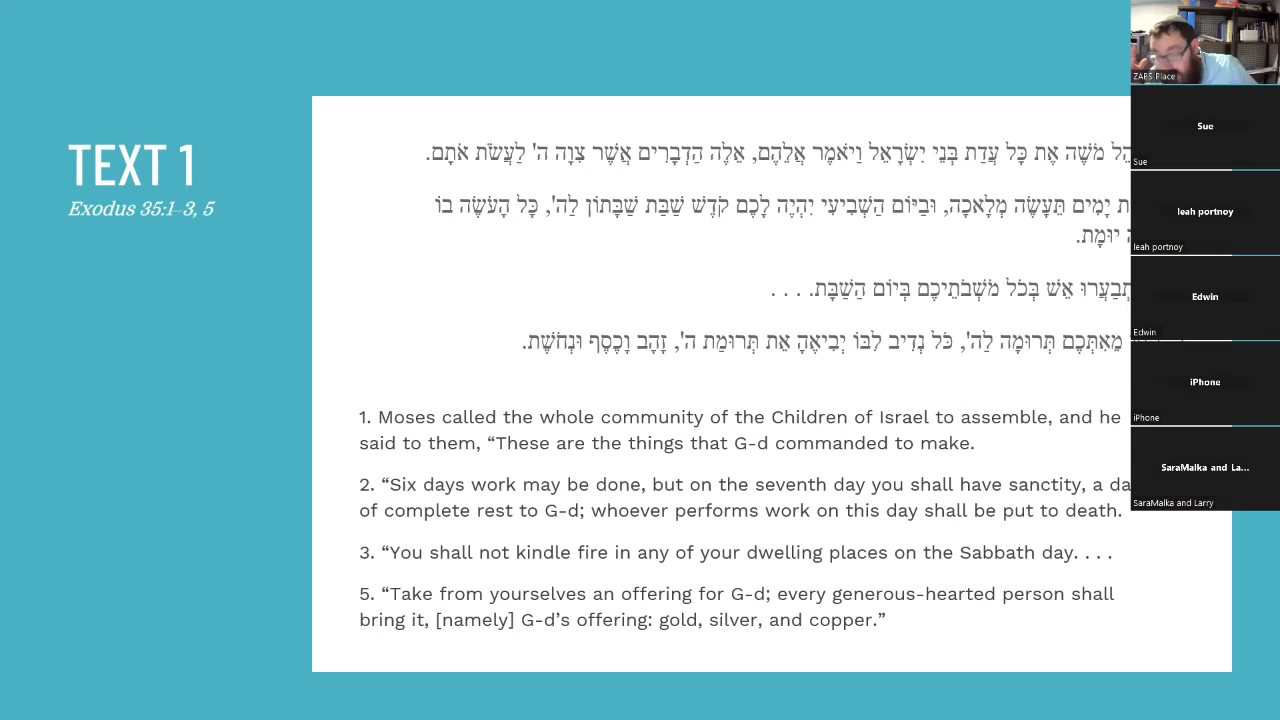 TEXT 1
Exodus 35:1–3, 5
מֹשֶׁה אֶת כָּל עֲדַת בְּנֵי יִשְׂרָאֵל וַיֹּאמֶר אֲלֵהֶם, אֵלֶּה הַדְּבָרִים אֲשֶׁר צִוָּה ה' לַעֲשֹׂת אֹתָם.
יָמִים תֵּעָשֶׂה מְלָאכָה, וּבַיּוֹם הַשְּׁבִיעִי יִהְיֶה לָכֶם קֹדֶשׁ שַׁבַּת שַׁבָּתוֹן לַה', כָּל הָעֹשֶׂה בוֹ
יוּמָת.
אֵשׁ בְּכֹל מֹשְׁבֹתֵיכֶם בְּיוֹם הַשַּׁבָּת. . . .
מֵאִתְּכֶם תְּרוּמָה לַה', כֹּל נְדִיב לִבּוֹ יְבִיאֶהָ אֵת תְּרוּמַת ה', זָהָב וָכֶסֶף וּנְחֹשֶׁת.
1. Moses called the whole community of the Children of Israel to assemble, and he
said to them, “These are the things that G-d commanded to make.
2. “Six days work may be done, but on the seventh day you shall have sanctity, a
of complete rest to G-d; whoever performs work on this day shall be put to death.
3. “You shall not kindle fire in any of your dwelling places on the Sabbath day. . . .
5. “Take from yourselves an offering for G-d; every generous-hearted person shall
bring it, [namely] G-d’s offering: gold, silver, and copper.”
ZABS Place
Sue
Sue
leah portnoy
leah portnoy
Edwin
Edwin
iPhone
iPhone
SaraMalka and La...
SaraMalka and Larry